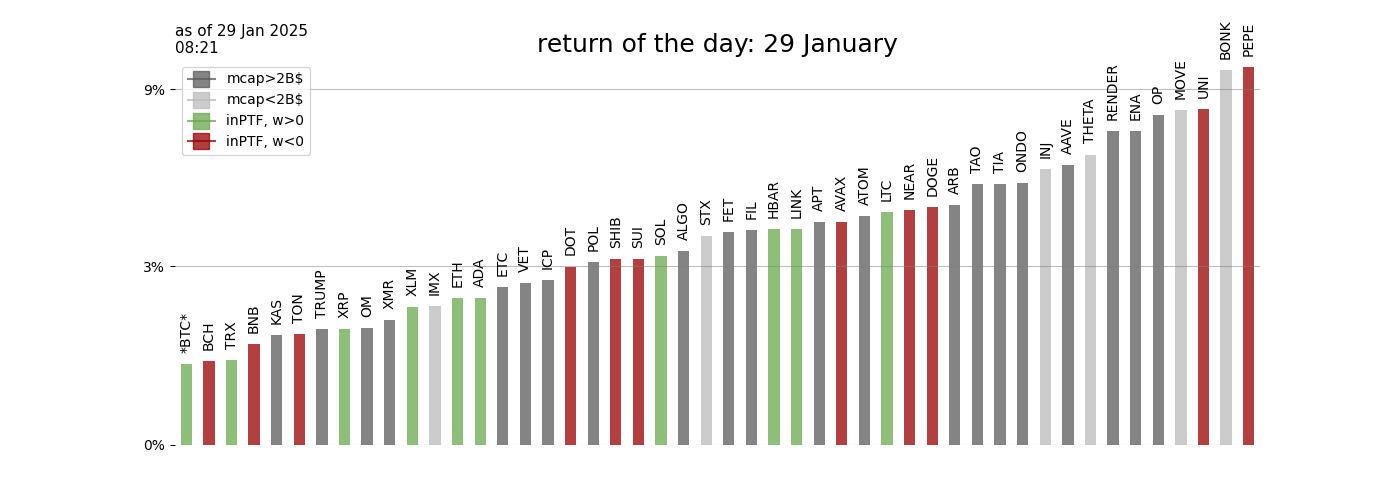 as of 29 Jan 2025
08:21
return of the day: 29 January
mcap>2B$
mcap<2B$
inPTF, w>0
inPTF, w<0
9%
3%
0%
*BTC*
BCH
TRX
BNB
KAS
TON
TRUMP
XRP
OM
XMR
XLM
IMX
ETH
ADA
ETC
VET
ICP
DOT
POL
SHIB
SUI
SOL
ALGO
STX
FET
FIL
HBAR
LINK
APT
AVAX
ATOM
LTC
NEAR
DOGE
ARB
TAO
TIA
ONDO
INJ
AAVE
THETA
RENDER
ENA
OP
MOVE
UNI
BONK
PEPE